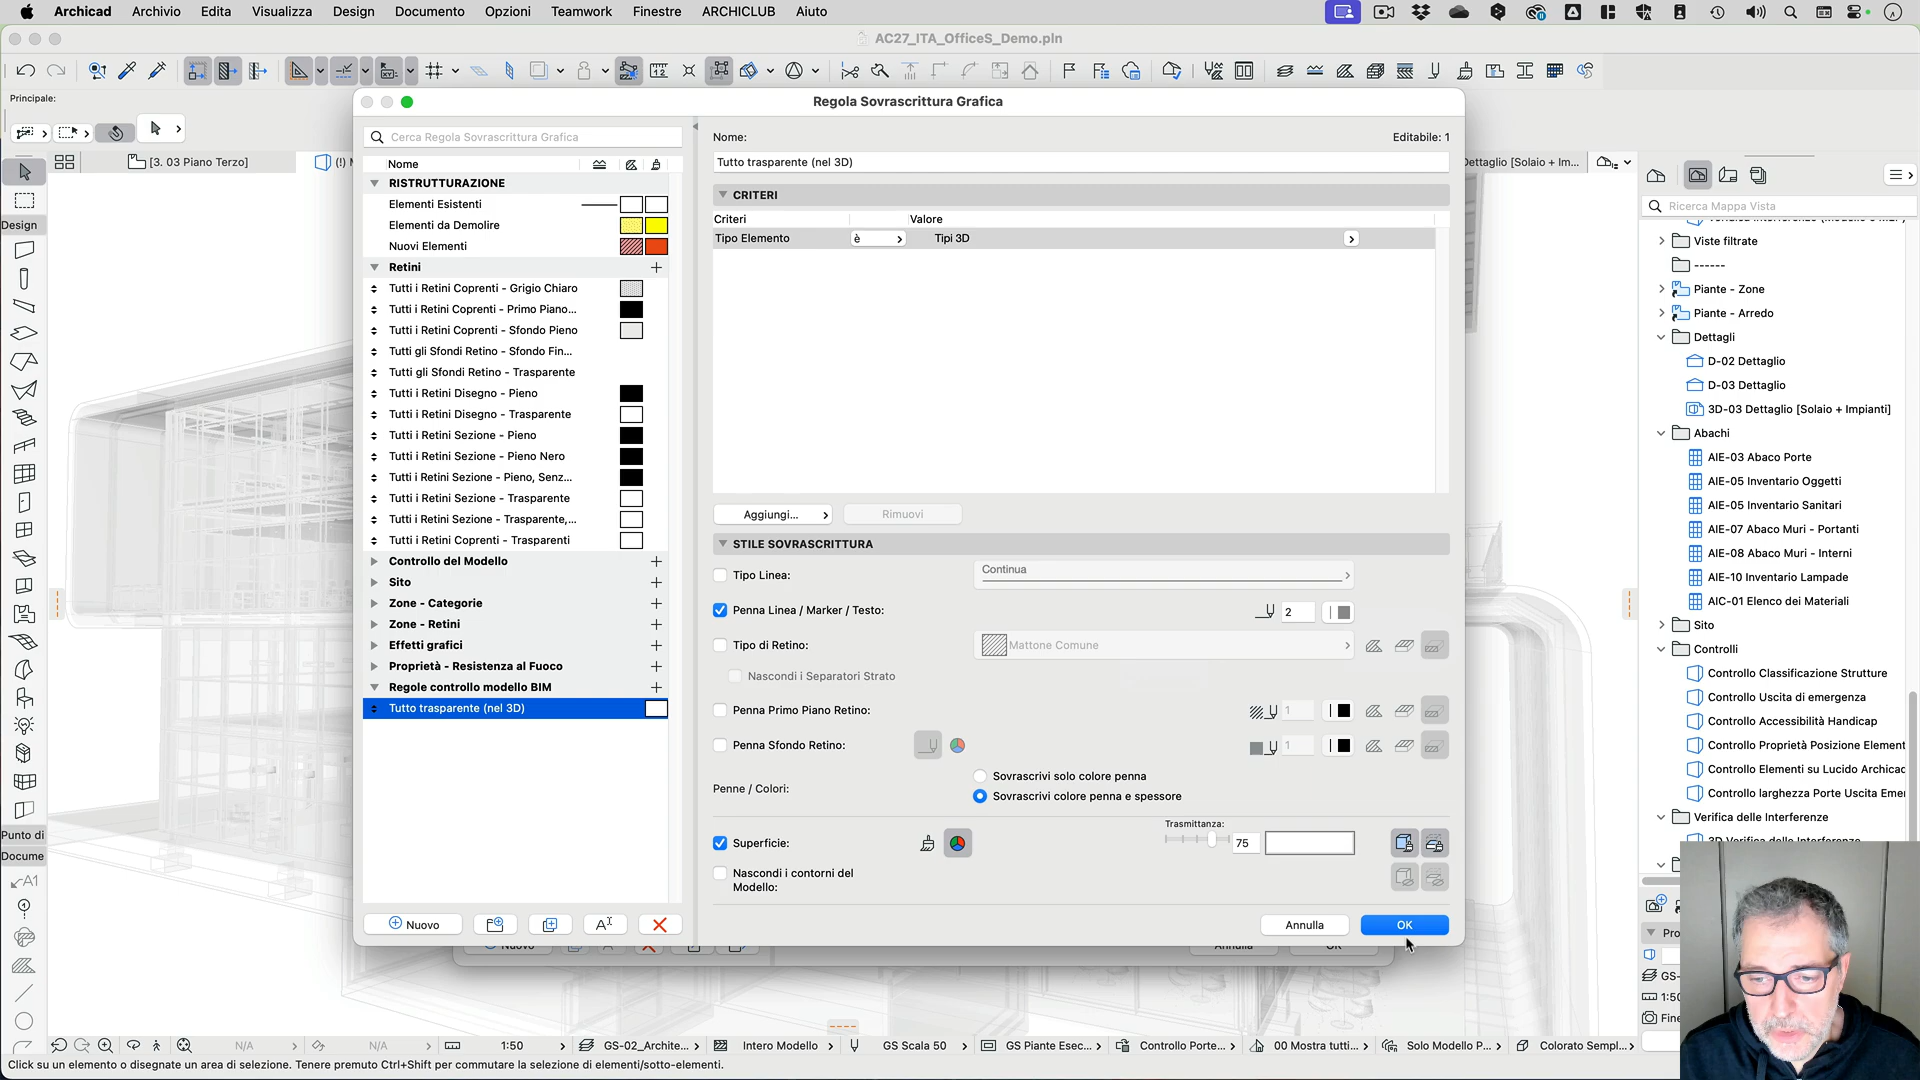 Archicad Archivio Edita Visualizza Design Documento Opzioni Teamwork Finestre ARCHICLUB Aiuto
AC27_ITA_OfficeS_Demo.pln
Principale:
Regola Sovrascrittura Grafica
Cerca Regola Sovrascrittura Grafica
Nome
RISTRUTTURAZIONE
Elementi Esistenti
Elementi da Demolire
Nuovi Elementi
Retini
Tutti i Retini Coprenti - Grigio Chiaro
Tutti i Retini Coprenti - Primo Piano...
Tutti i Retini Coprenti - Sfondo Pieno
Tutti gli Sfondi Retino - Sfondo Fin...
Tutti gli Sfondi Retino - Trasparente
Tutti i Retini Disegno - Pieno
Tutti i Retini Disegno - Trasparente
Tutti i Retini Sezione - Pieno
Tutti i Retini Sezione - Pieno Nero
Tutti i Retini Sezione - Pieno, Senz...
Tutti i Retini Sezione - Trasparente
Tutti i Retini Sezione - Trasparente,...
Tutti i Retini Coprenti - Trasparenti
Controllo del Modello
Sito
Zone - Categorie
Zone - Retini
Effetti grafici
Proprietà - Resistenza al Fuoco
Regole controllo modello BIM
Tutto trasparente (nel 3D)
Nuovo
Nome: Editabile: 1
Tutto trasparente (nel 3D)
CRITERI
Criteri Valore
Tipo Elemento è Tipi 3D
Aggiungi... Rimuovi
STILE SOVRASCRITTURA
Tipo Linea: Continua
Penna Linea / Marker / Testo: 2
Tipo di Retino: Mattone Comune
Nascondi i Separatori Strato
Penna Primo Piano Retino: 1
Penna Sfondo Retino: 1
Penne / Colori:
Sovrascrivi solo colore penna
Sovrascrivi colore penna e spessore
Trasmittanza:
Superficie: 75
Nascondi i contorni del
Modello:
Annulla OK
[3. 03 Piano Terzo]
Dettaglio [Solaio + Im...
Design
Punto di
Docume
Ricerca Mappa Vista
Viste filtrate
------
Piante - Zone
Piante - Arredo
Dettagli
D-02 Dettaglio
D-03 Dettaglio
3D-03 Dettaglio [Solaio + Impianti]
Abachi
AIE-03 Abaco Porte
AIE-05 Inventario Oggetti
AIE-05 Inventario Sanitari
AIE-07 Abaco Muri - Portanti
AIE-08 Abaco Muri - Interni
AIE-10 Inventario Lampade
AIC-01 Elenco dei Materiali
Sito
Controlli
Controllo Classificazione Strutture
Controllo Uscita di emergenza
Controllo Accessibilità Handicap
Controllo Proprietà Posizione Element
Controllo Elementi su Lucido Archicad
Controllo larghezza Porte Uscita Emer
Verifica delle Interferenze
3D Verifica delle Interferenze
Pro
GS-
1:50
Fine
N/A N/A 1:50 GS-02_Archite... Intero Modello GS Scala 50 GS Piante Esec... Controllo Porte... 00 Mostra tutti... Solo Modello P... Colorato Sempl...
Click su un elemento o disegnate un area di selezione. Tenere premuto Ctrl+Shift per commutare la selezione di elementi/sotto-elementi.